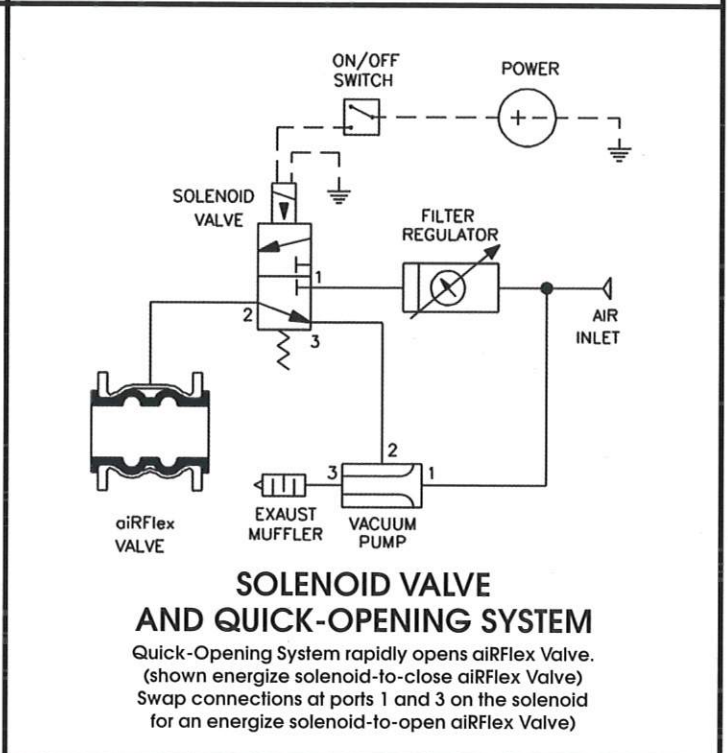 ON/OFF
SWITCH
POWER
+
SOLENOID
VALVE
FILTER
REGULATOR
1
2
3
AIR
INLET
2
3
1
EXAUST
MUFFLER
VACUUM
PUMP
aiRFlex
VALVE
SOLENOID VALVE
AND QUICK-OPENING SYSTEM
Quick-Opening System rapidly opens aiRFlex Valve.
(shown energize solenoid-to-close aiRFlex Valve)
Swap connections at ports 1 and 3 on the solenoid
for an energize solenoid-to-open aiRFlex Valve)